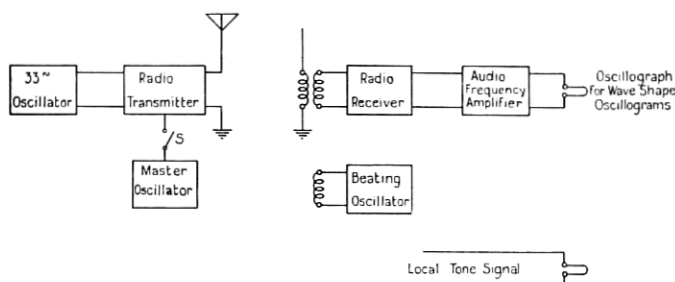 33~
Oscillator
Radio
Transmitter
S
Master
Oscillator
Radio
Receiver
Audio
Frequency
Amplifier
Oscillograph
for Wave Shape
Oscillograms
Beating
Oscillator
Local Tone Signal